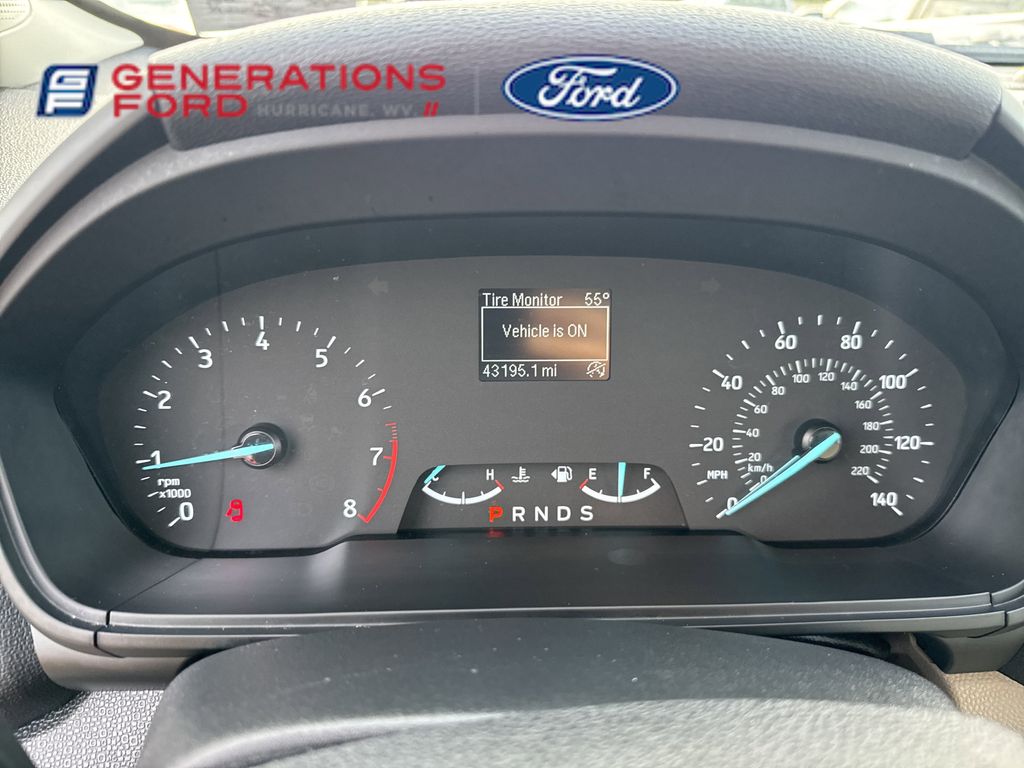 GF GENERATIONS
FORD HURRICANE, WV
Ford
Tire Monitor 55°
Vehicle is ON
43195.1 mi
0 1 2 3 4 5 6 7 8
rpm
x1000
C H
E F
P R N D S
0 20 40 60 80 100 120 140
MPH
km/h
0 20 40 60 80 100 120 140 160 180 200 220